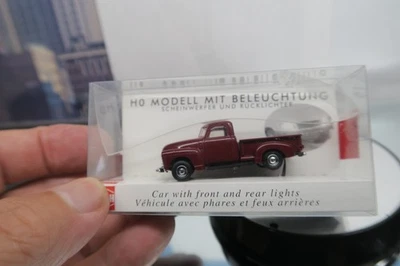 H0 MODELL MIT BELEUCHTUNG
SCHEINWERFER UND RÜCKLICHTER
Car with front and rear lights
Véhicule avec phares et feux arrières